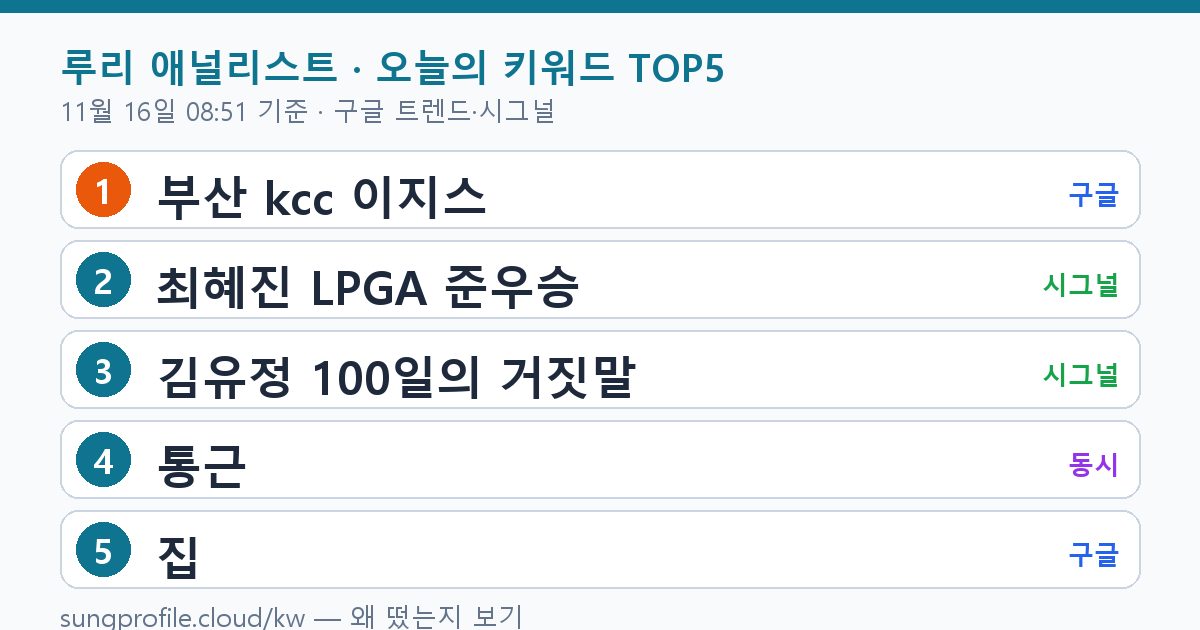 루리 애널리스트 · 오늘의 키워드 TOP5
11월 16일 08:51 기준 · 구글 트렌드·시그널
1 부산 kcc 이지스 구글
2 최혜진 LPGA 준우승 시그널
3 김유정 100일의 거짓말 시그널
4 통근 동시
5 집 구글
sungprofile.cloud/kw — 왜 떴는지 보기